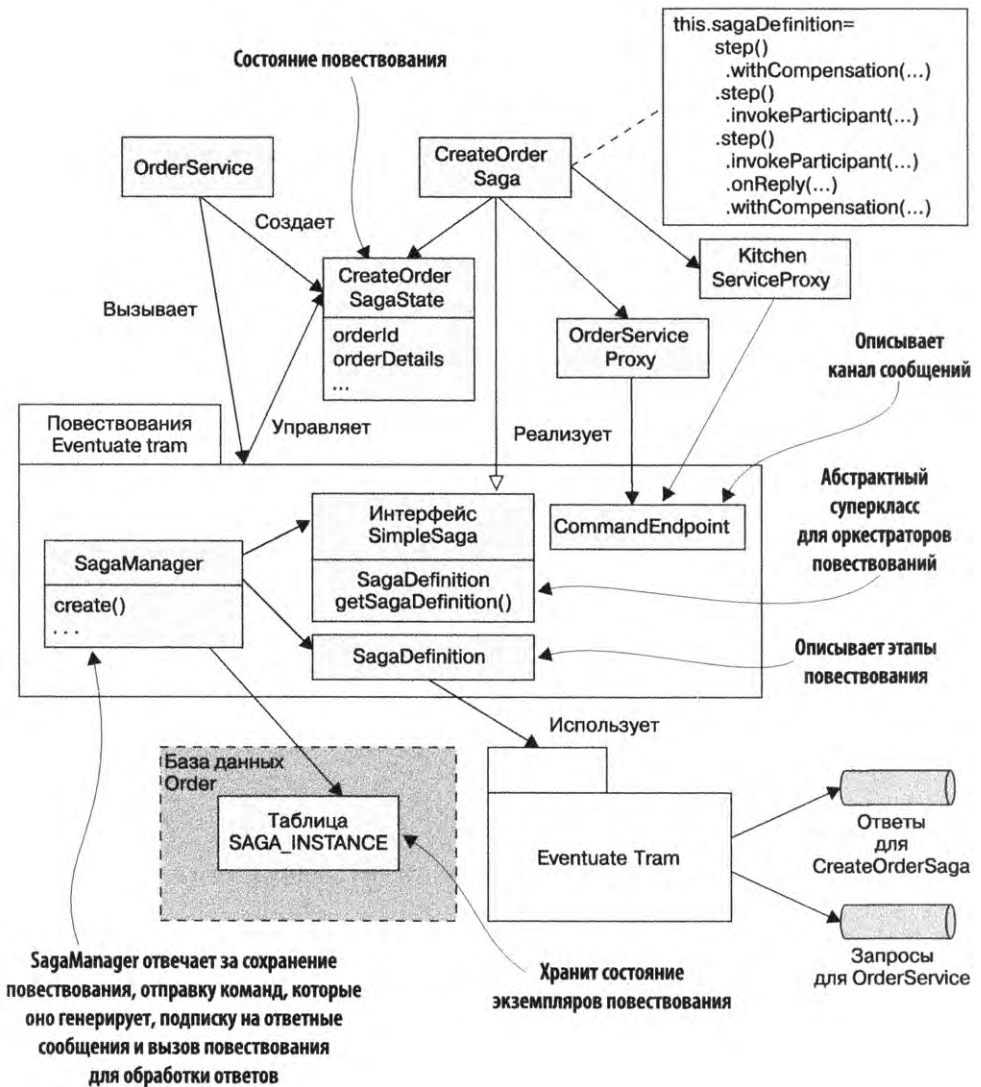 this.sagaDefinition=
step()
.withCompensation(...)
.step()
.invokeParticipant(...)
.step()
.invokeParticipant(...)
.onReply(...)
.withCompensation(...)
Состояние повествования
OrderService
CreateOrder
Saga
Создает
Kitchen
ServiceProxy
CreateOrder
SagaState
orderId
orderDetails
...
Вызывает
OrderService
Proxy
Описывает
канал сообщений
Повествования
Eventuate tram
Управляет
Реализует
Интерфейс
SimpleSaga
SagaDefinition
getSagaDefinition()
CommandEndpoint
Абстрактный
суперкласс
для оркестраторов
повествований
SagaManager
create()
...
SagaDefinition
Описывает этапы
повествования
Использует
База данных
Order
Таблица
SAGA_INSTANCE
Eventuate Tram
Ответы
для
CreateOrderSaga
Запросы
для OrderService
SagaManager отвечает за сохранение
повествования, отправку команд, которые
оно генерирует, подписку на ответные
сообщения и вызов повествования
для обработки ответов
Хранит состояние
экземпляров повествования